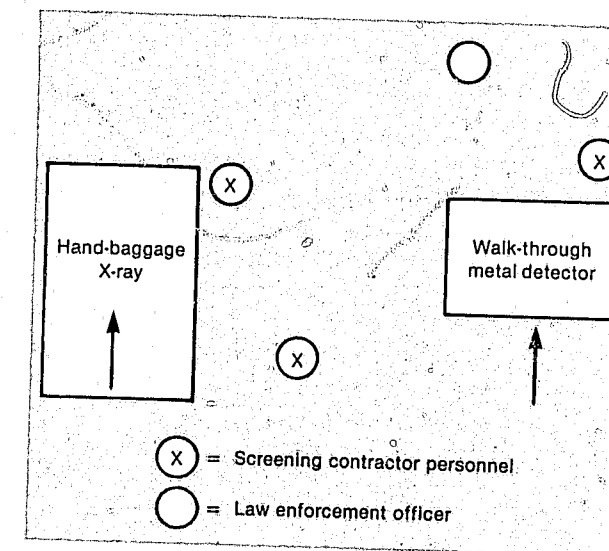 X
X
Hand-baggage
X-ray
Walk-through
metal detector
X
X = Screening contractor personnel
= Law enforcement officer